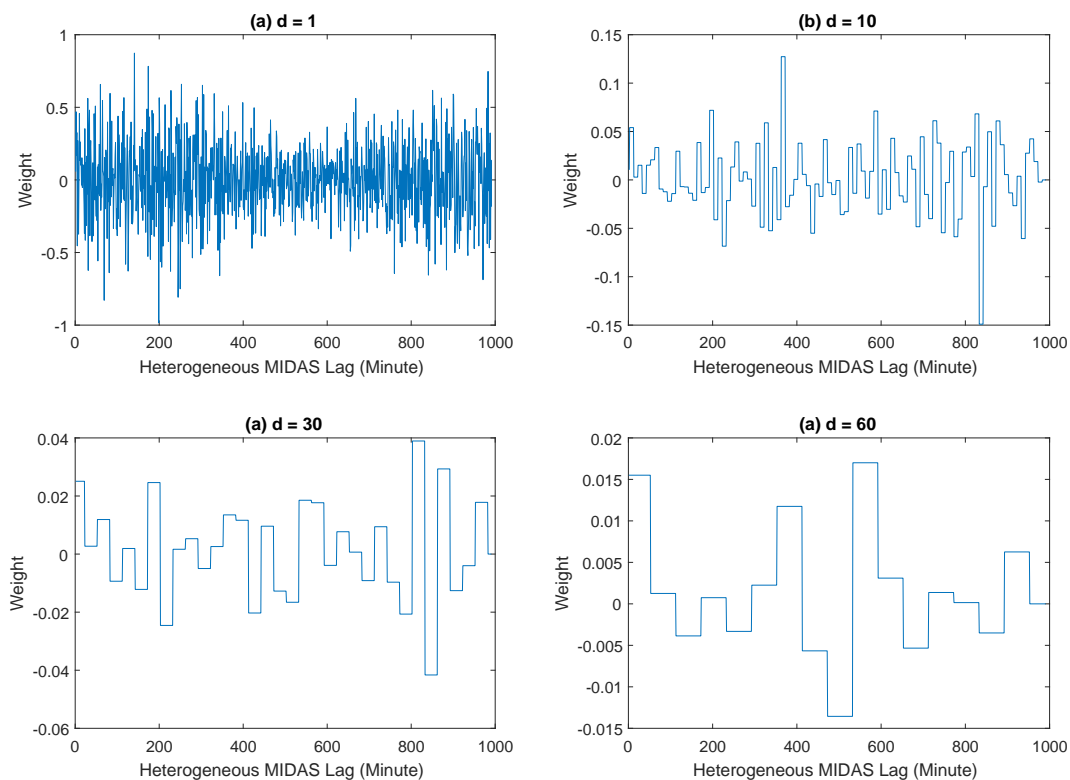 (a) d = 1
1
0.5
0
-0.5
-1
Weight
0 200 400 600 800 1000
Heterogeneous MIDAS Lag (Minute)
(b) d = 10
0.15
0.1
0.05
0
-0.05
-0.1
-0.15
Weight
0 200 400 600 800 1000
Heterogeneous MIDAS Lag (Minute)
(a) d = 30
0.04
0.02
0
-0.02
-0.04
-0.06
Weight
0 200 400 600 800 1000
Heterogeneous MIDAS Lag (Minute)
(a) d = 60
0.02
0.015
0.01
0.005
0
-0.005
-0.01
-0.015
Weight
0 200 400 600 800 1000
Heterogeneous MIDAS Lag (Minute)